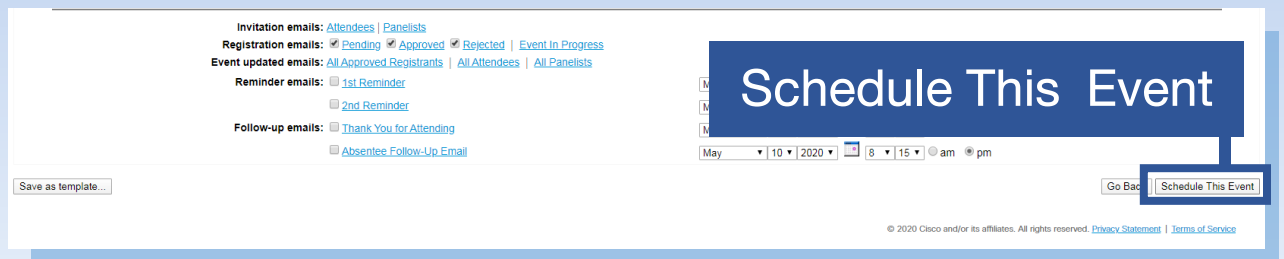 Invitation emails: Attendees | Panelists
Registration emails: Pending Approved Rejected | Event In Progress
Event updated emails: All Approved Registrants | All Attendees | All Panelists
Reminder emails: 1st Reminder
2nd Reminder
Follow-up emails: Thank You for Attending
Absentee Follow-Up Email May 10 2020 8 15 am pm
Schedule This Event
Save as template... Go Back Schedule This Event
© 2020 Cisco and/or its affiliates. All rights reserved. Privacy Statement | Terms of Service